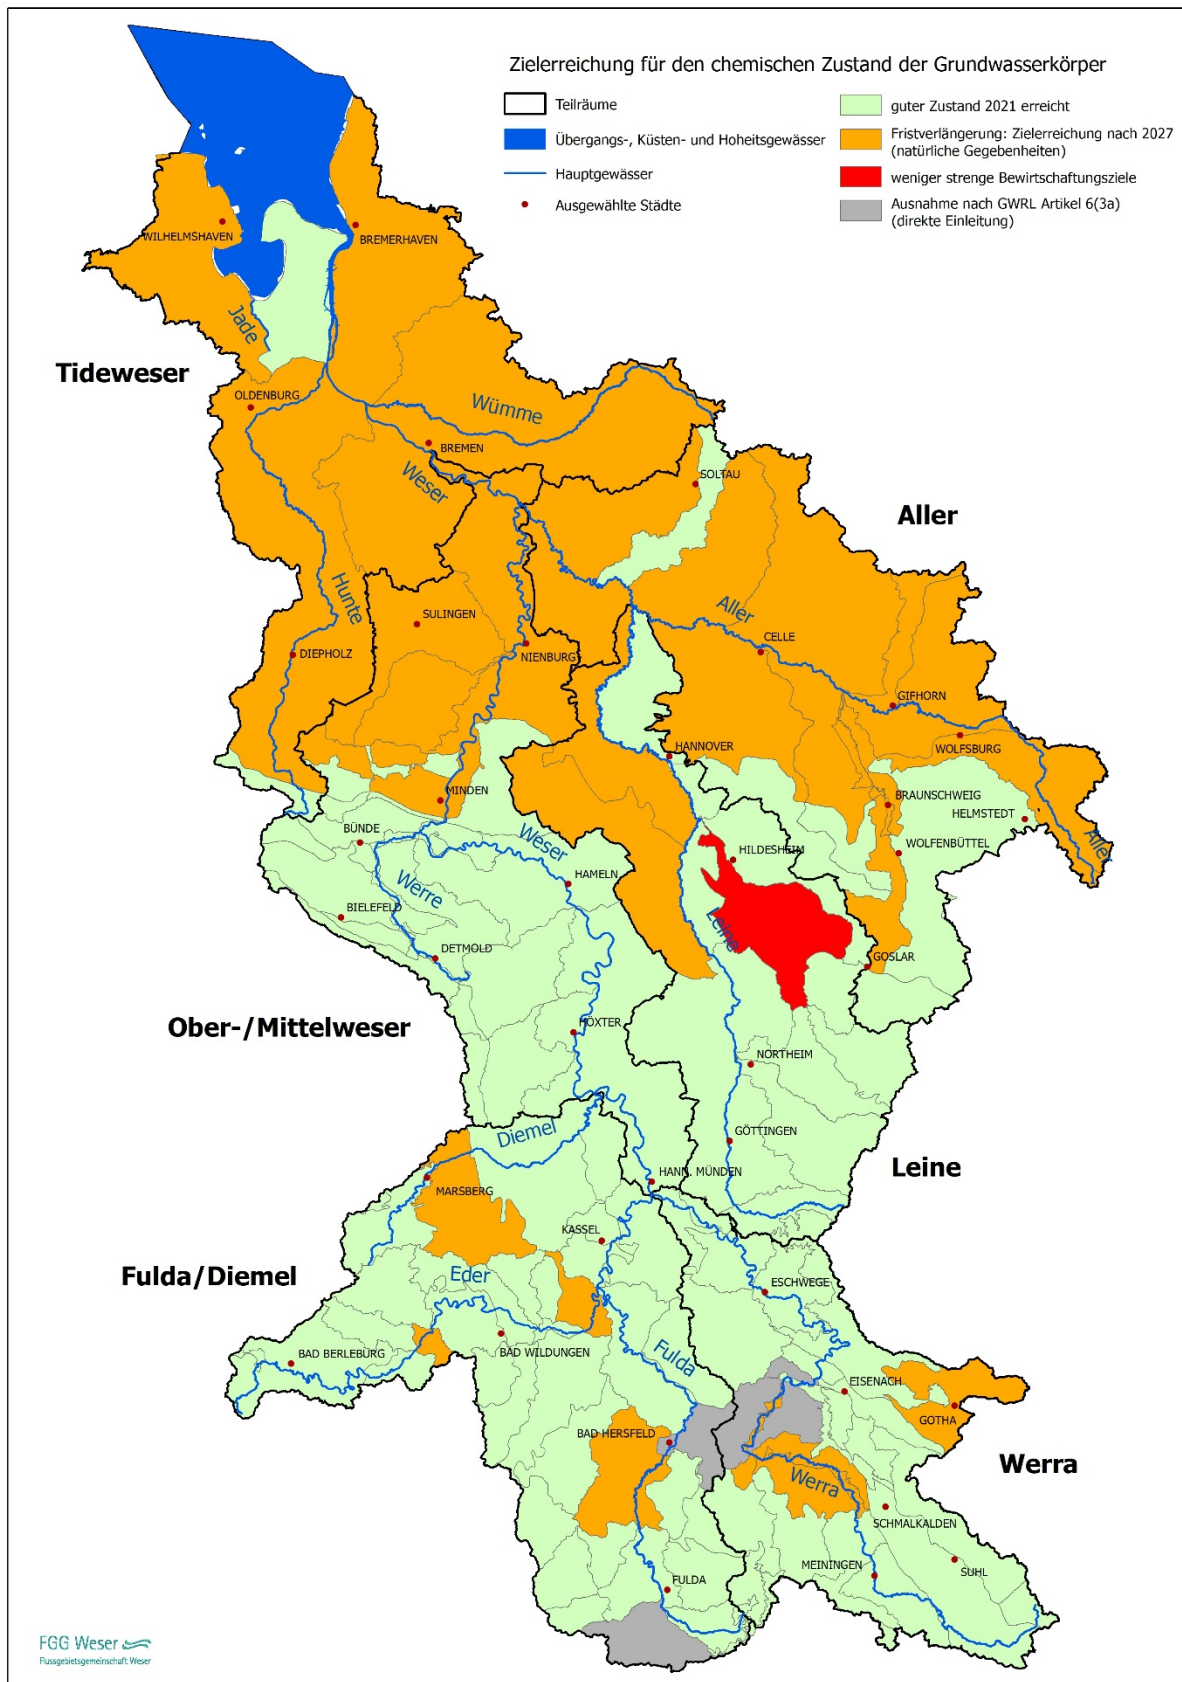 Zielerreichung für den chemischen Zustand der Grundwasserkörper
Teilräume
Übergangs-, Küsten- und Hoheitsgewässer
Hauptgewässer
Ausgewählte Städte
guter Zustand 2021 erreicht
Fristverlängerung: Zielerreichung nach 2027
(natürliche Gegebenheiten)
weniger strenge Bewirtschaftungsziele
Ausnahme nach GWRL Artikel 6(3a)
(direkte Einleitung)
WILHELMSHAVEN
BREMERHAVEN
Jade
Tideweser
OLDENBURG
Wümme
BREMEN
Weser
SOLTAU
Aller
Hunte
SULINGEN
Aller
CELLE
DIEPHOLZ
NIENBURG
GIFHORN
WOLFSBURG
HANNOVER
MINDEN
BRAUNSCHWEIG
HELMSTEDT
BÜNDE
Weser
WOLFENBÜTTEL
Aller
HILDESHEIM
HAMELN
Werre
BIELEFELD
Leine
DETMOLD
GOSLAR
Ober-/Mittelweser
HÖXTER
NORTHEIM
Diemel
GÖTTINGEN
Leine
HANN. MÜNDEN
MARSBERG
KASSEL
Fulda/Diemel
Eder
ESCHWEGE
BAD BERLEBURG
BAD WILDUNGEN
Fulda
EISENACH
GOTHA
BAD HERSFELD
Werra
Werra
SCHMALKALDEN
MEININGEN
SUHL
FULDA
FGG Weser
Flussgebietsgemeinschaft Weser